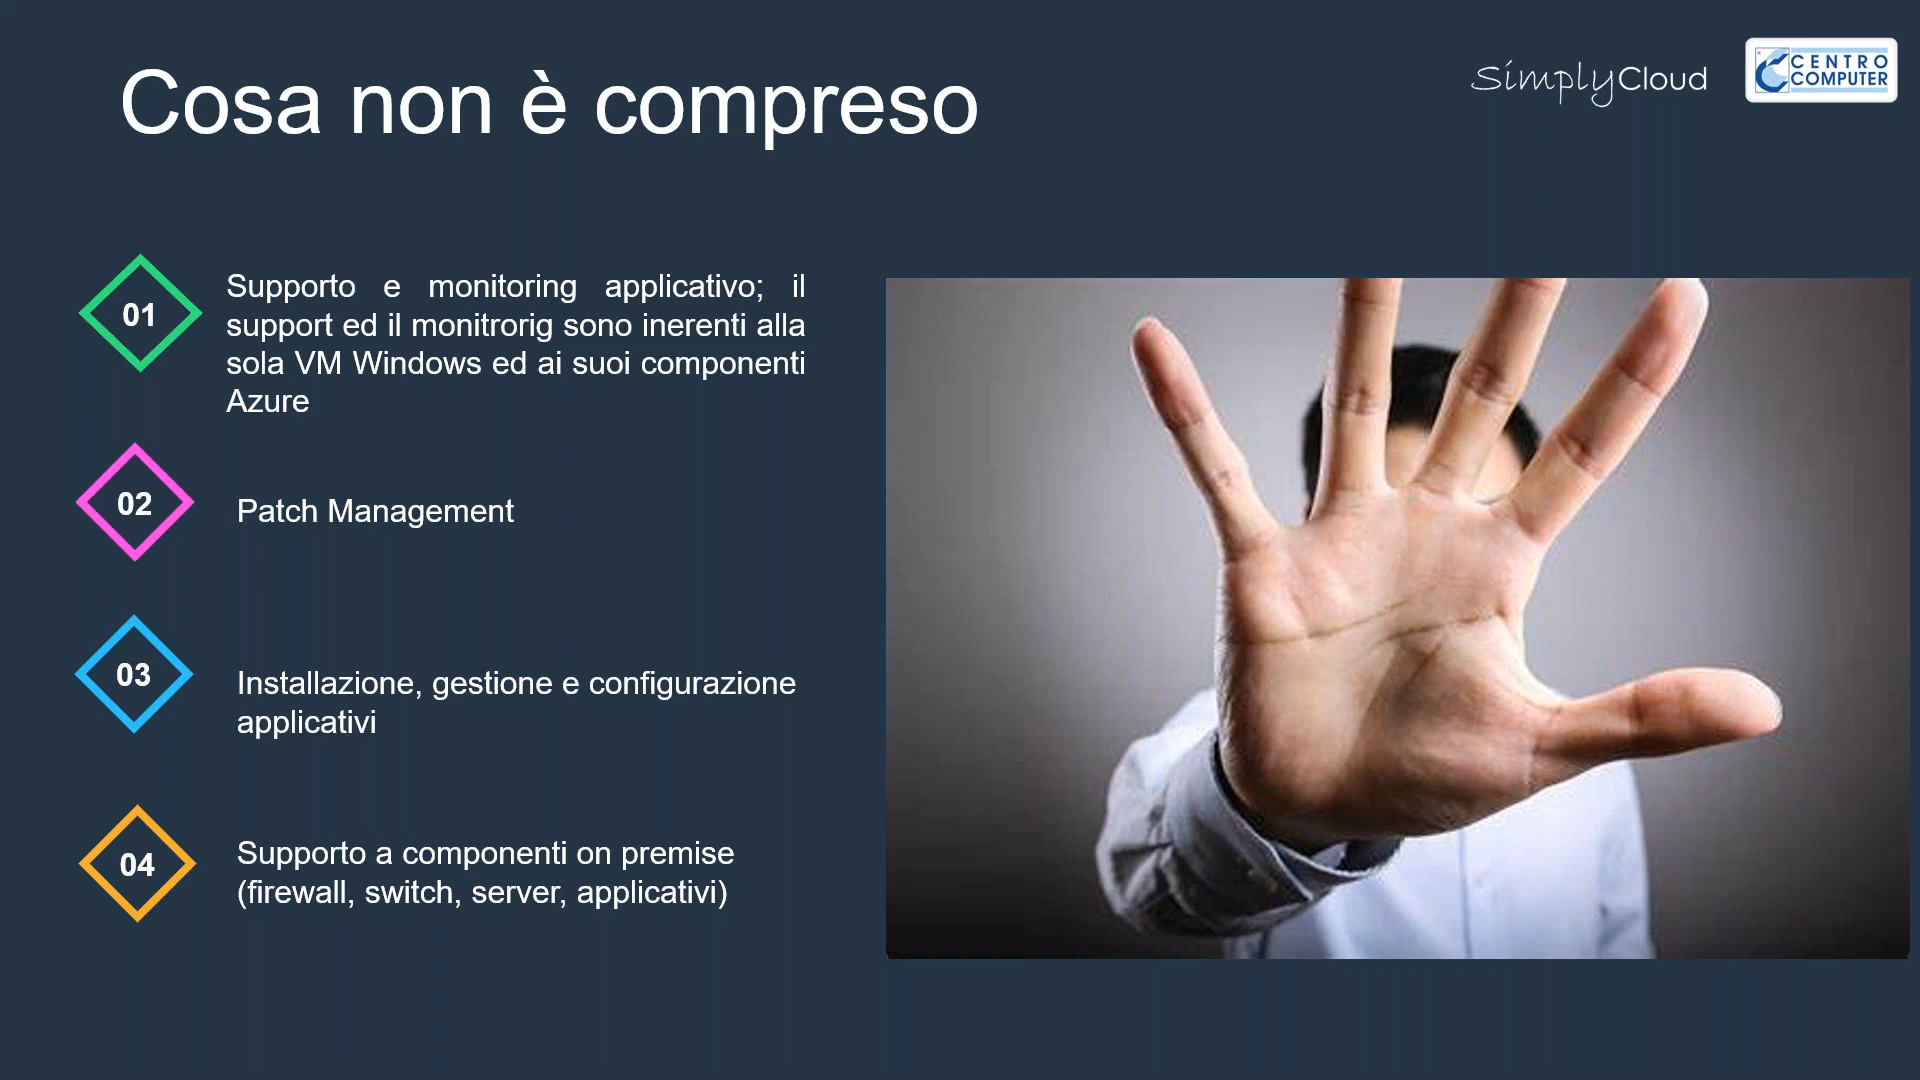 Cosa non è compreso
SimplyCloud
CENTRO
COMPUTER
01
Supporto e monitoring applicativo; il
support ed il monitrorig sono inerenti alla
sola VM Windows ed ai suoi componenti
Azure
02
Patch Management
03
Installazione, gestione e configurazione
applicativi
04
Supporto a componenti on premise
(firewall, switch, server, applicativi)